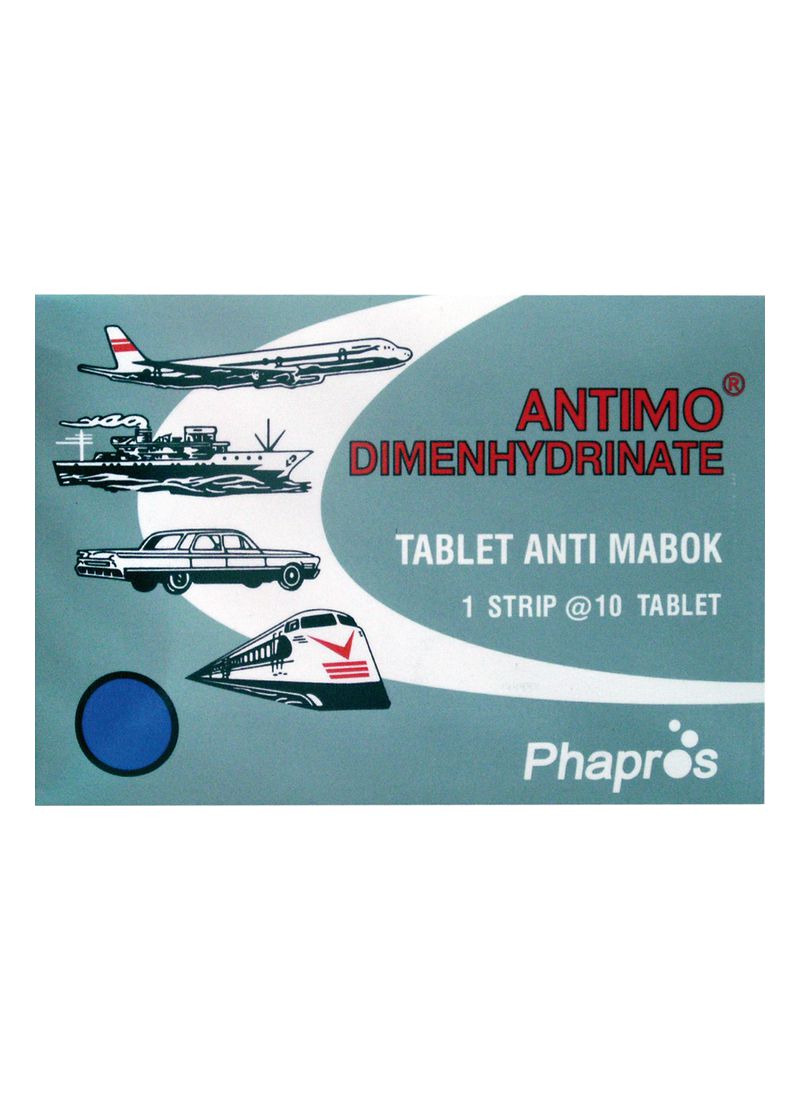 ANTIMO®
DIMENHYDRINATE
TABLET ANTI MABOK
1 STRIP @ 10 TABLET
Phapros